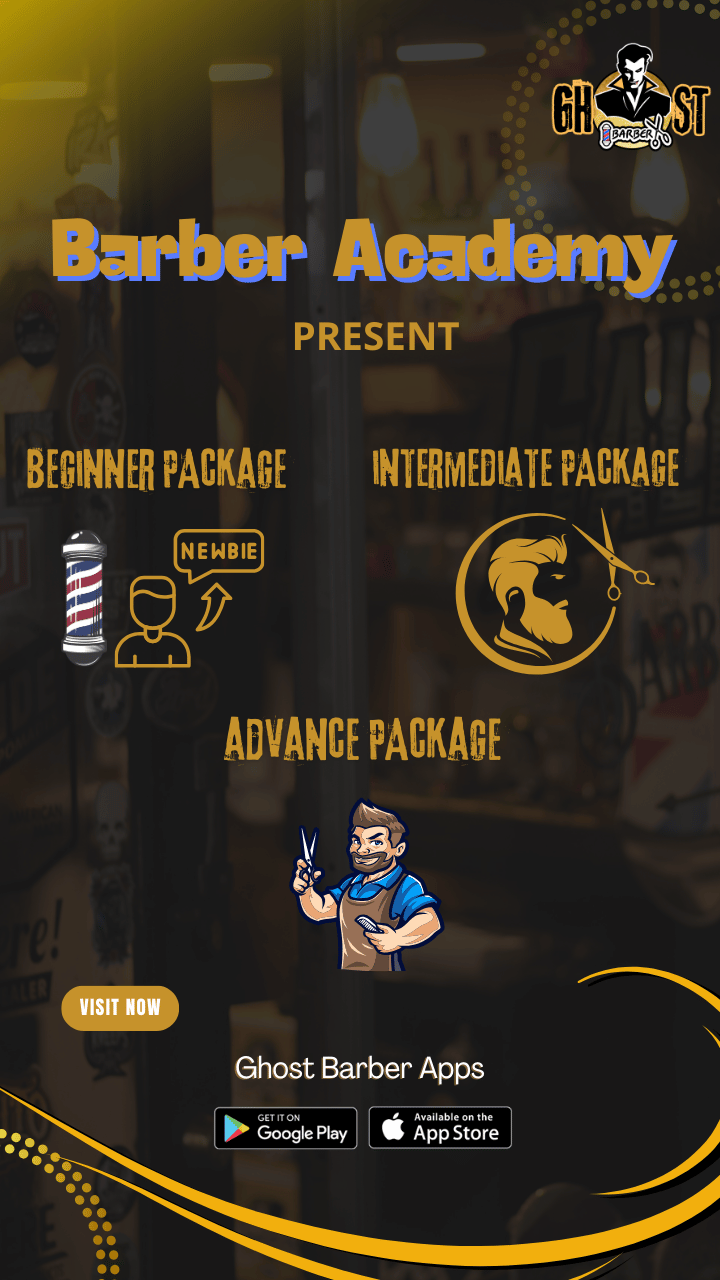 GHOST
BARBER
Barber Academy
PRESENT
BEGINNER PACKAGE
INTERMEDIATE PACKAGE
NEWBIE
ADVANCE PACKAGE
VISIT NOW
Ghost Barber Apps
GET IT ON
Google Play
Available on the
App Store